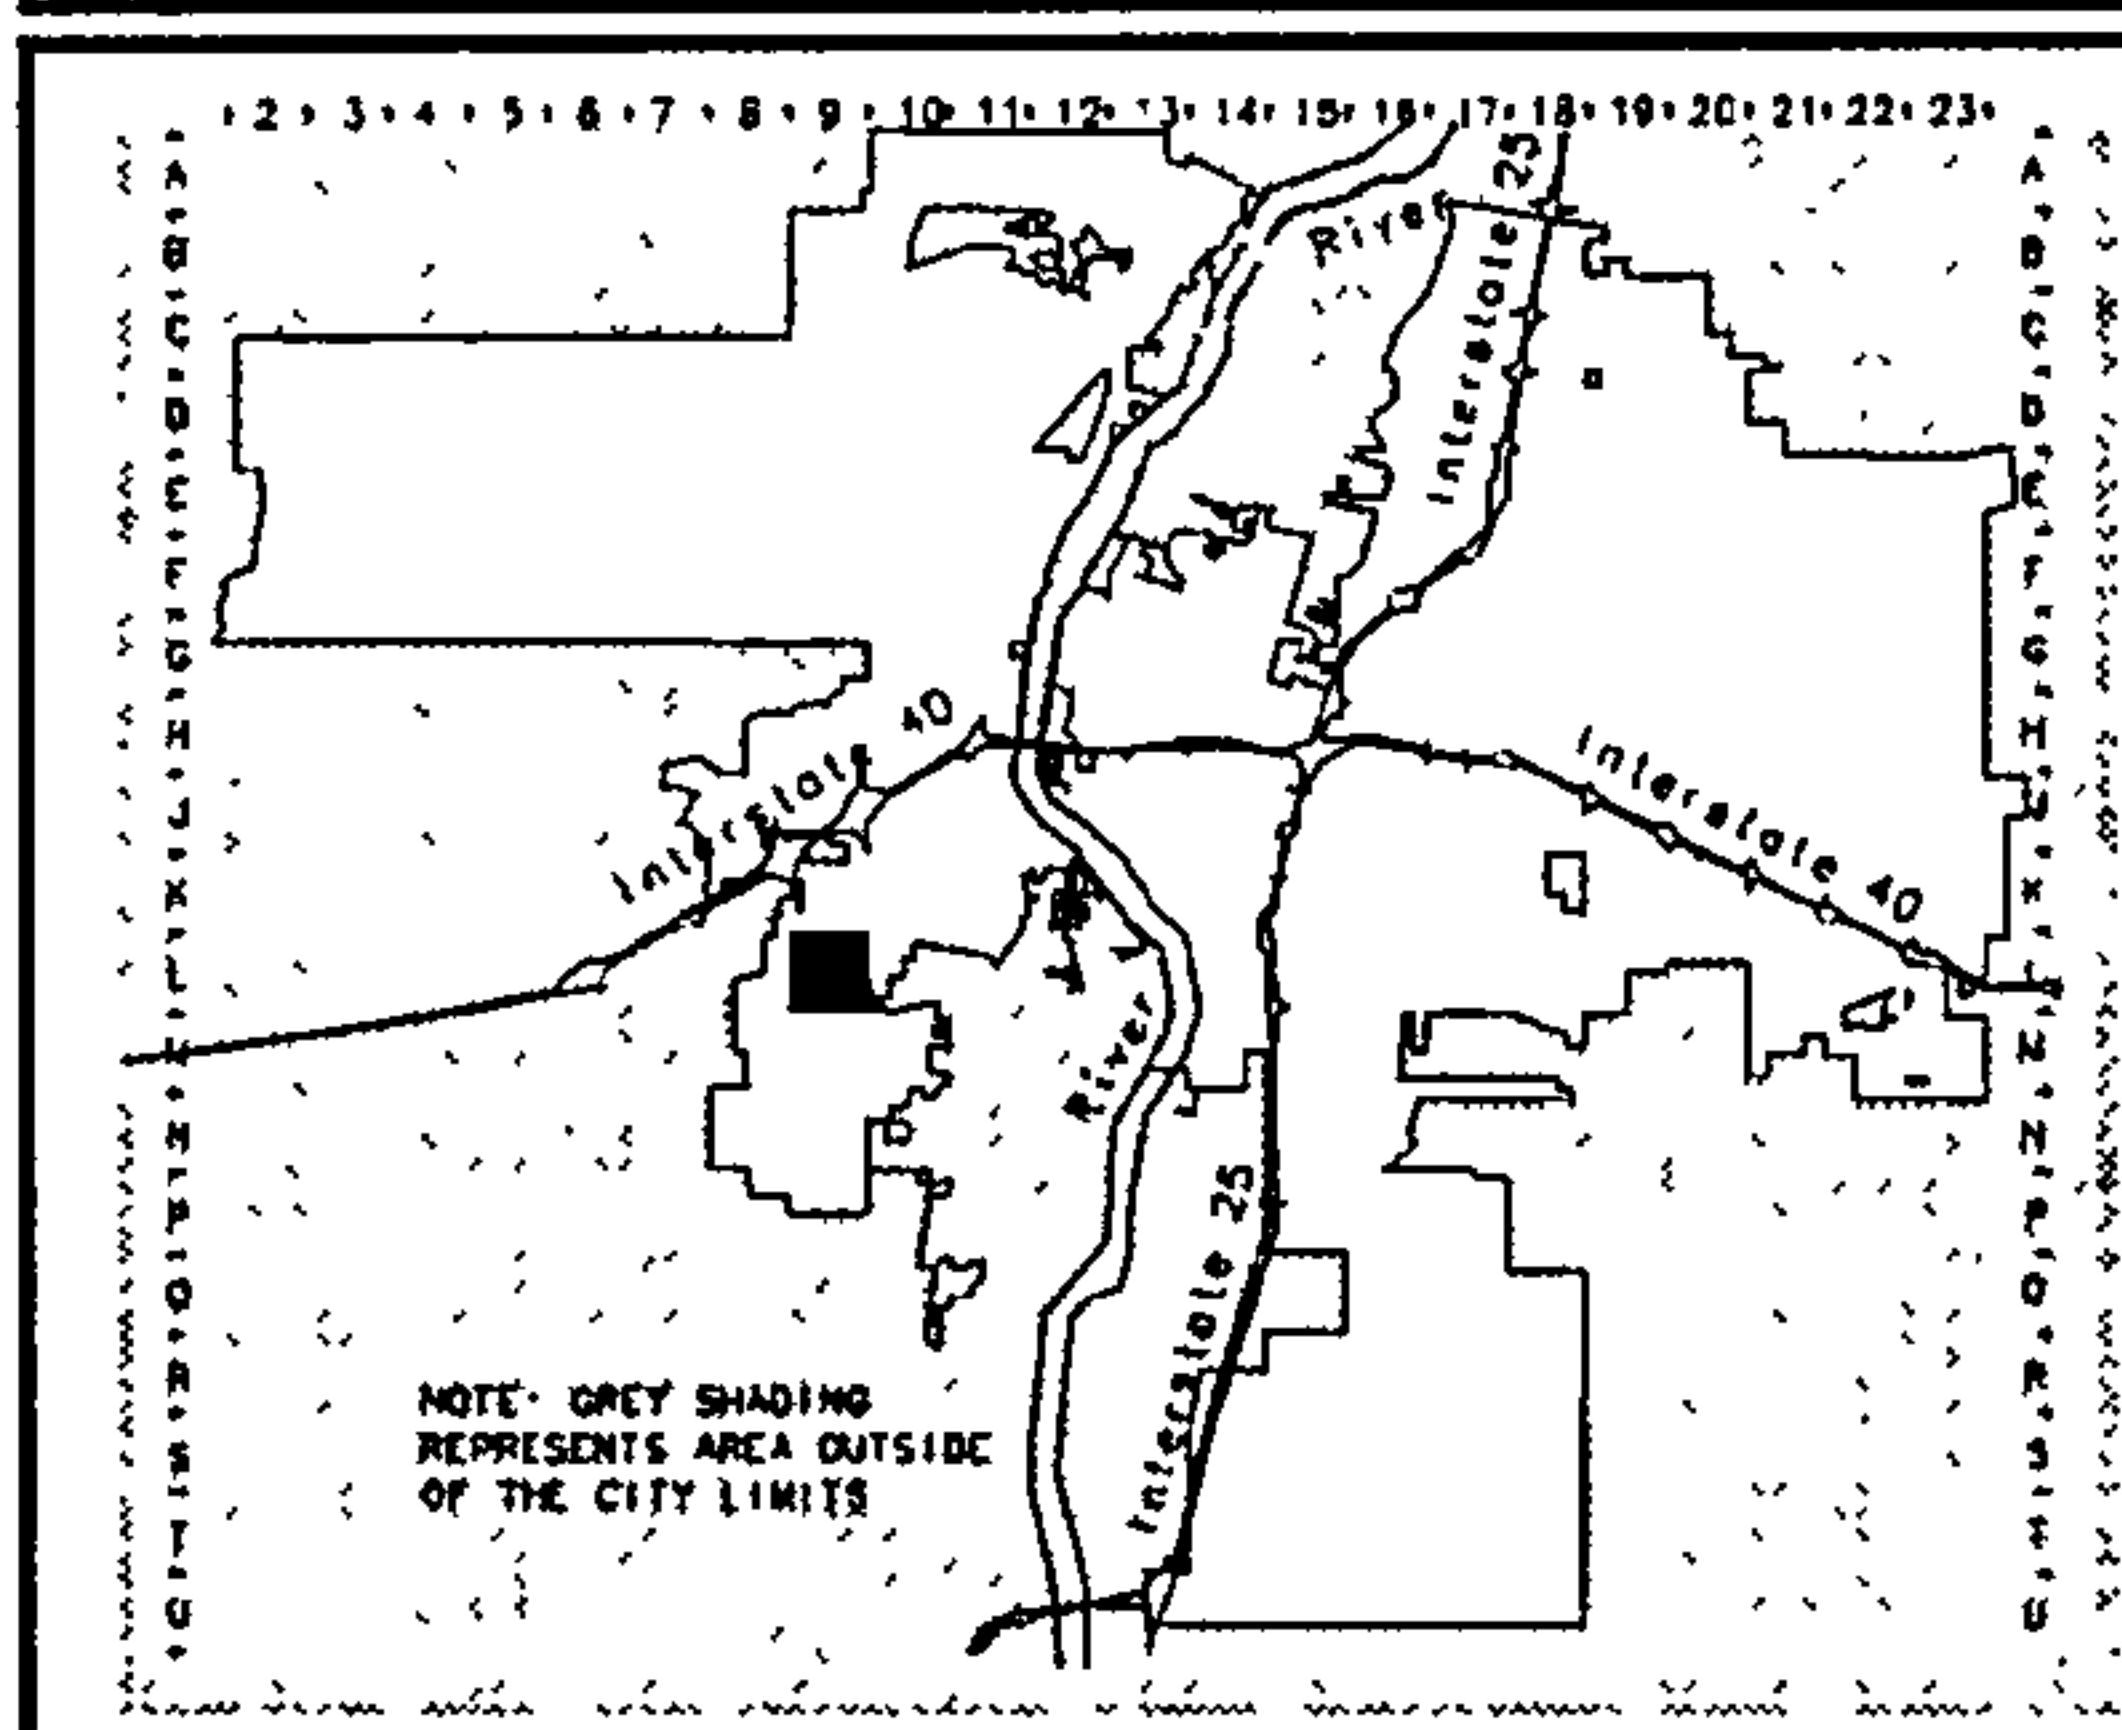 2 3 4 5 6 7 8 9 10 11 12 13 14 15 16 17 18 19 20 21 22 23
A A
B B
C C
D D
E E
F F
G G
H H
J J
K K
L L
M M
N N
P P
Q Q
R R
S S
T T
U U
River
Interstate 25
Interstate 40
Interstate 40
River
Interstate 25
NOTE: GREY SHADING
REPRESENTS AREA OUTSIDE
OF THE CITY LIMITS